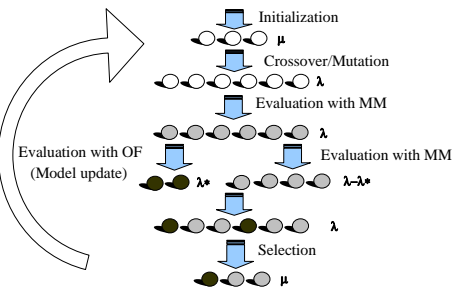 Initialization
μ
Crossover/Mutation
λ
Evaluation with MM
λ
Evaluation with OF
(Model update)
Evaluation with MM
λ*
λ−λ*
λ
Selection
μ